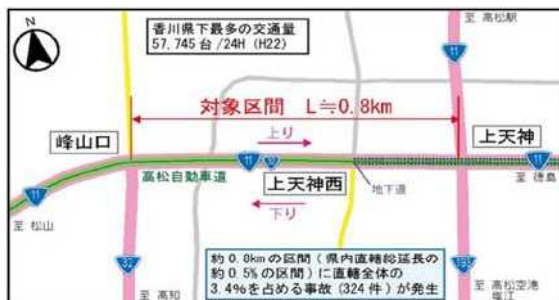 香川県下最多の交通量
57,745台/24H(H22)
至 高松駅
11
対象区間 L≒0.8km
上り
峰山口
上天神
11
11
高松自動車道
上天神西
地下道
11
至 徳島
下り
至 松山
32
至 高知
約0.8kmの区間(県内直轄総延長の
約0.5%の区間)に直轄全体の
3.4%を占める事故(324件)が発生
193
至 高松空港
塩江